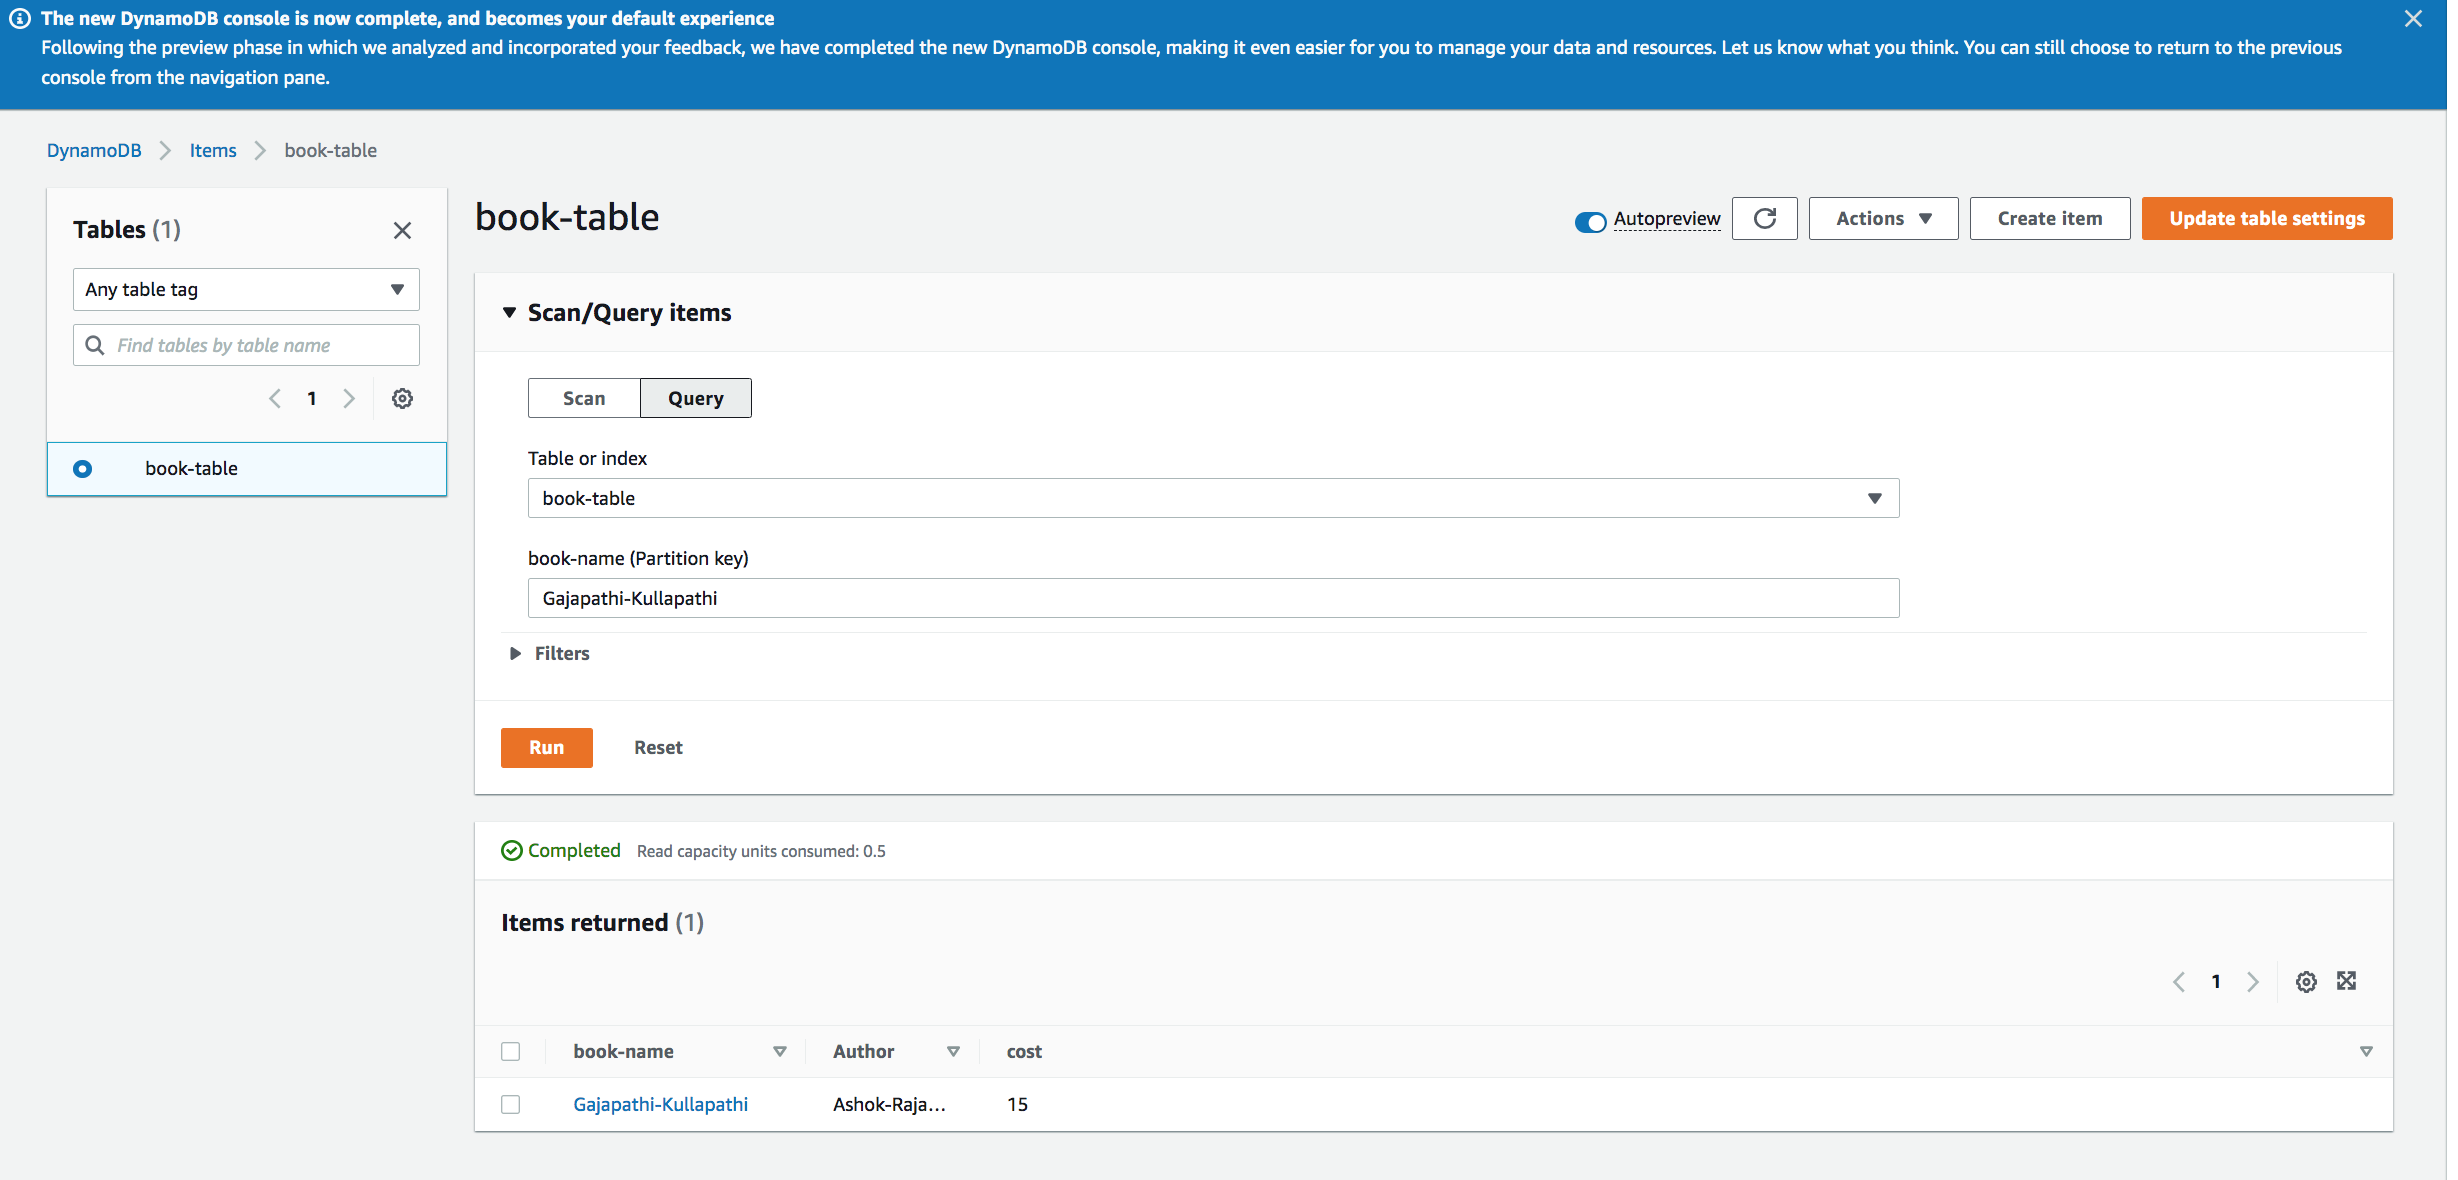 The new DynamoDB console is now complete, and becomes your default experience
Following the preview phase in which we analyzed and incorporated your feedback, we have completed the new DynamoDB console, making it even easier for you to manage your data and resources. Let us know what you think. You can still choose to return to the previous
console from the navigation pane.
DynamoDB
Items
book-table
Tables (1)
Any table tag
Find tables by table name
1
book-table
book-table
Autopreview
Actions
Create item
Update table settings
Scan/Query items
Scan
Query
Table or index
book-table
book-name (Partition key)
Gajapathi-Kullapathi
Filters
Run
Reset
Completed
Read capacity units consumed: 0.5
Items returned (1)
1
book-name
Author
cost
Gajapathi-Kullapathi
Ashok-Raja...
15